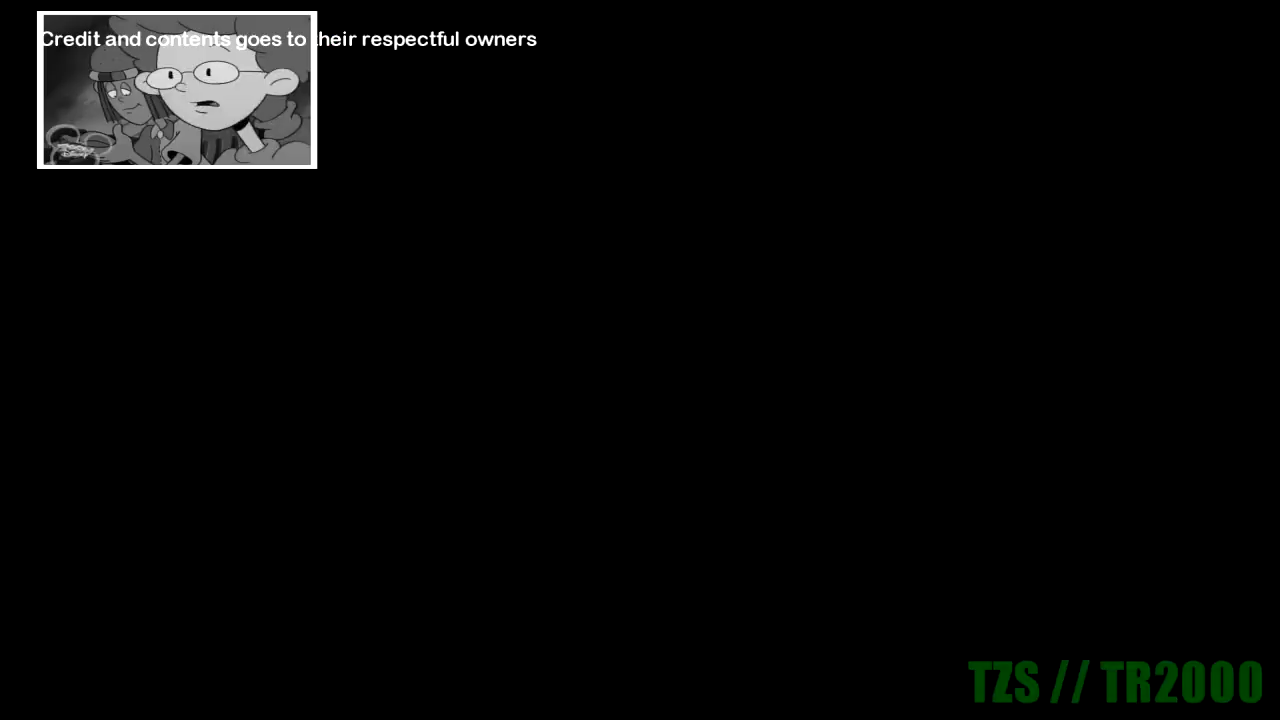 Credit and contents goes to their respectful owners
TZS // TR2000